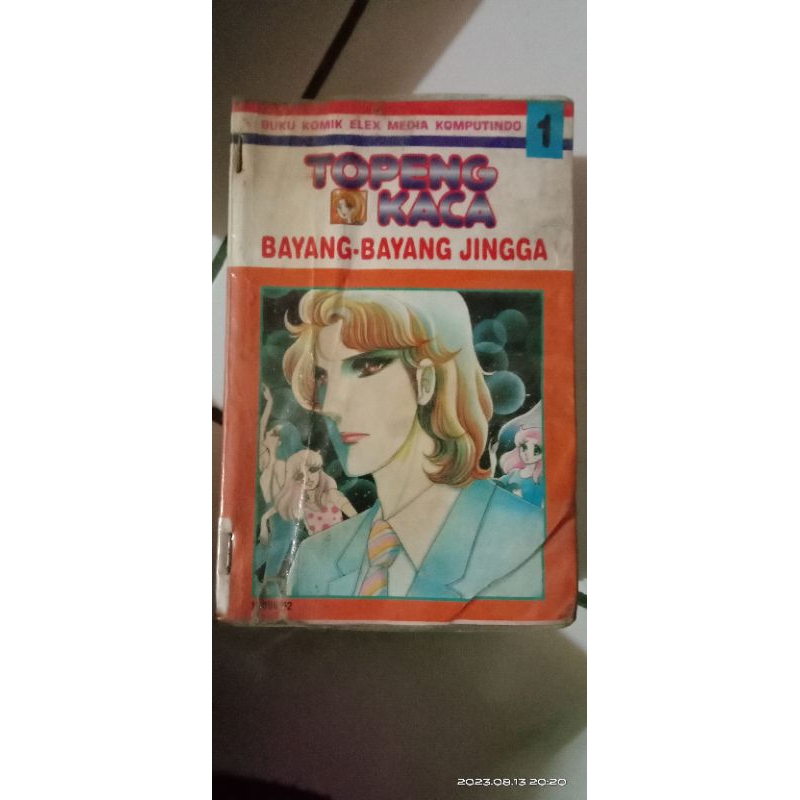 BUKU KOMIK ELEX MEDIA KOMPUTINDO
1
TOPENG
KACA
BAYANG-BAYANG JINGGA
2023.08.13 20:20